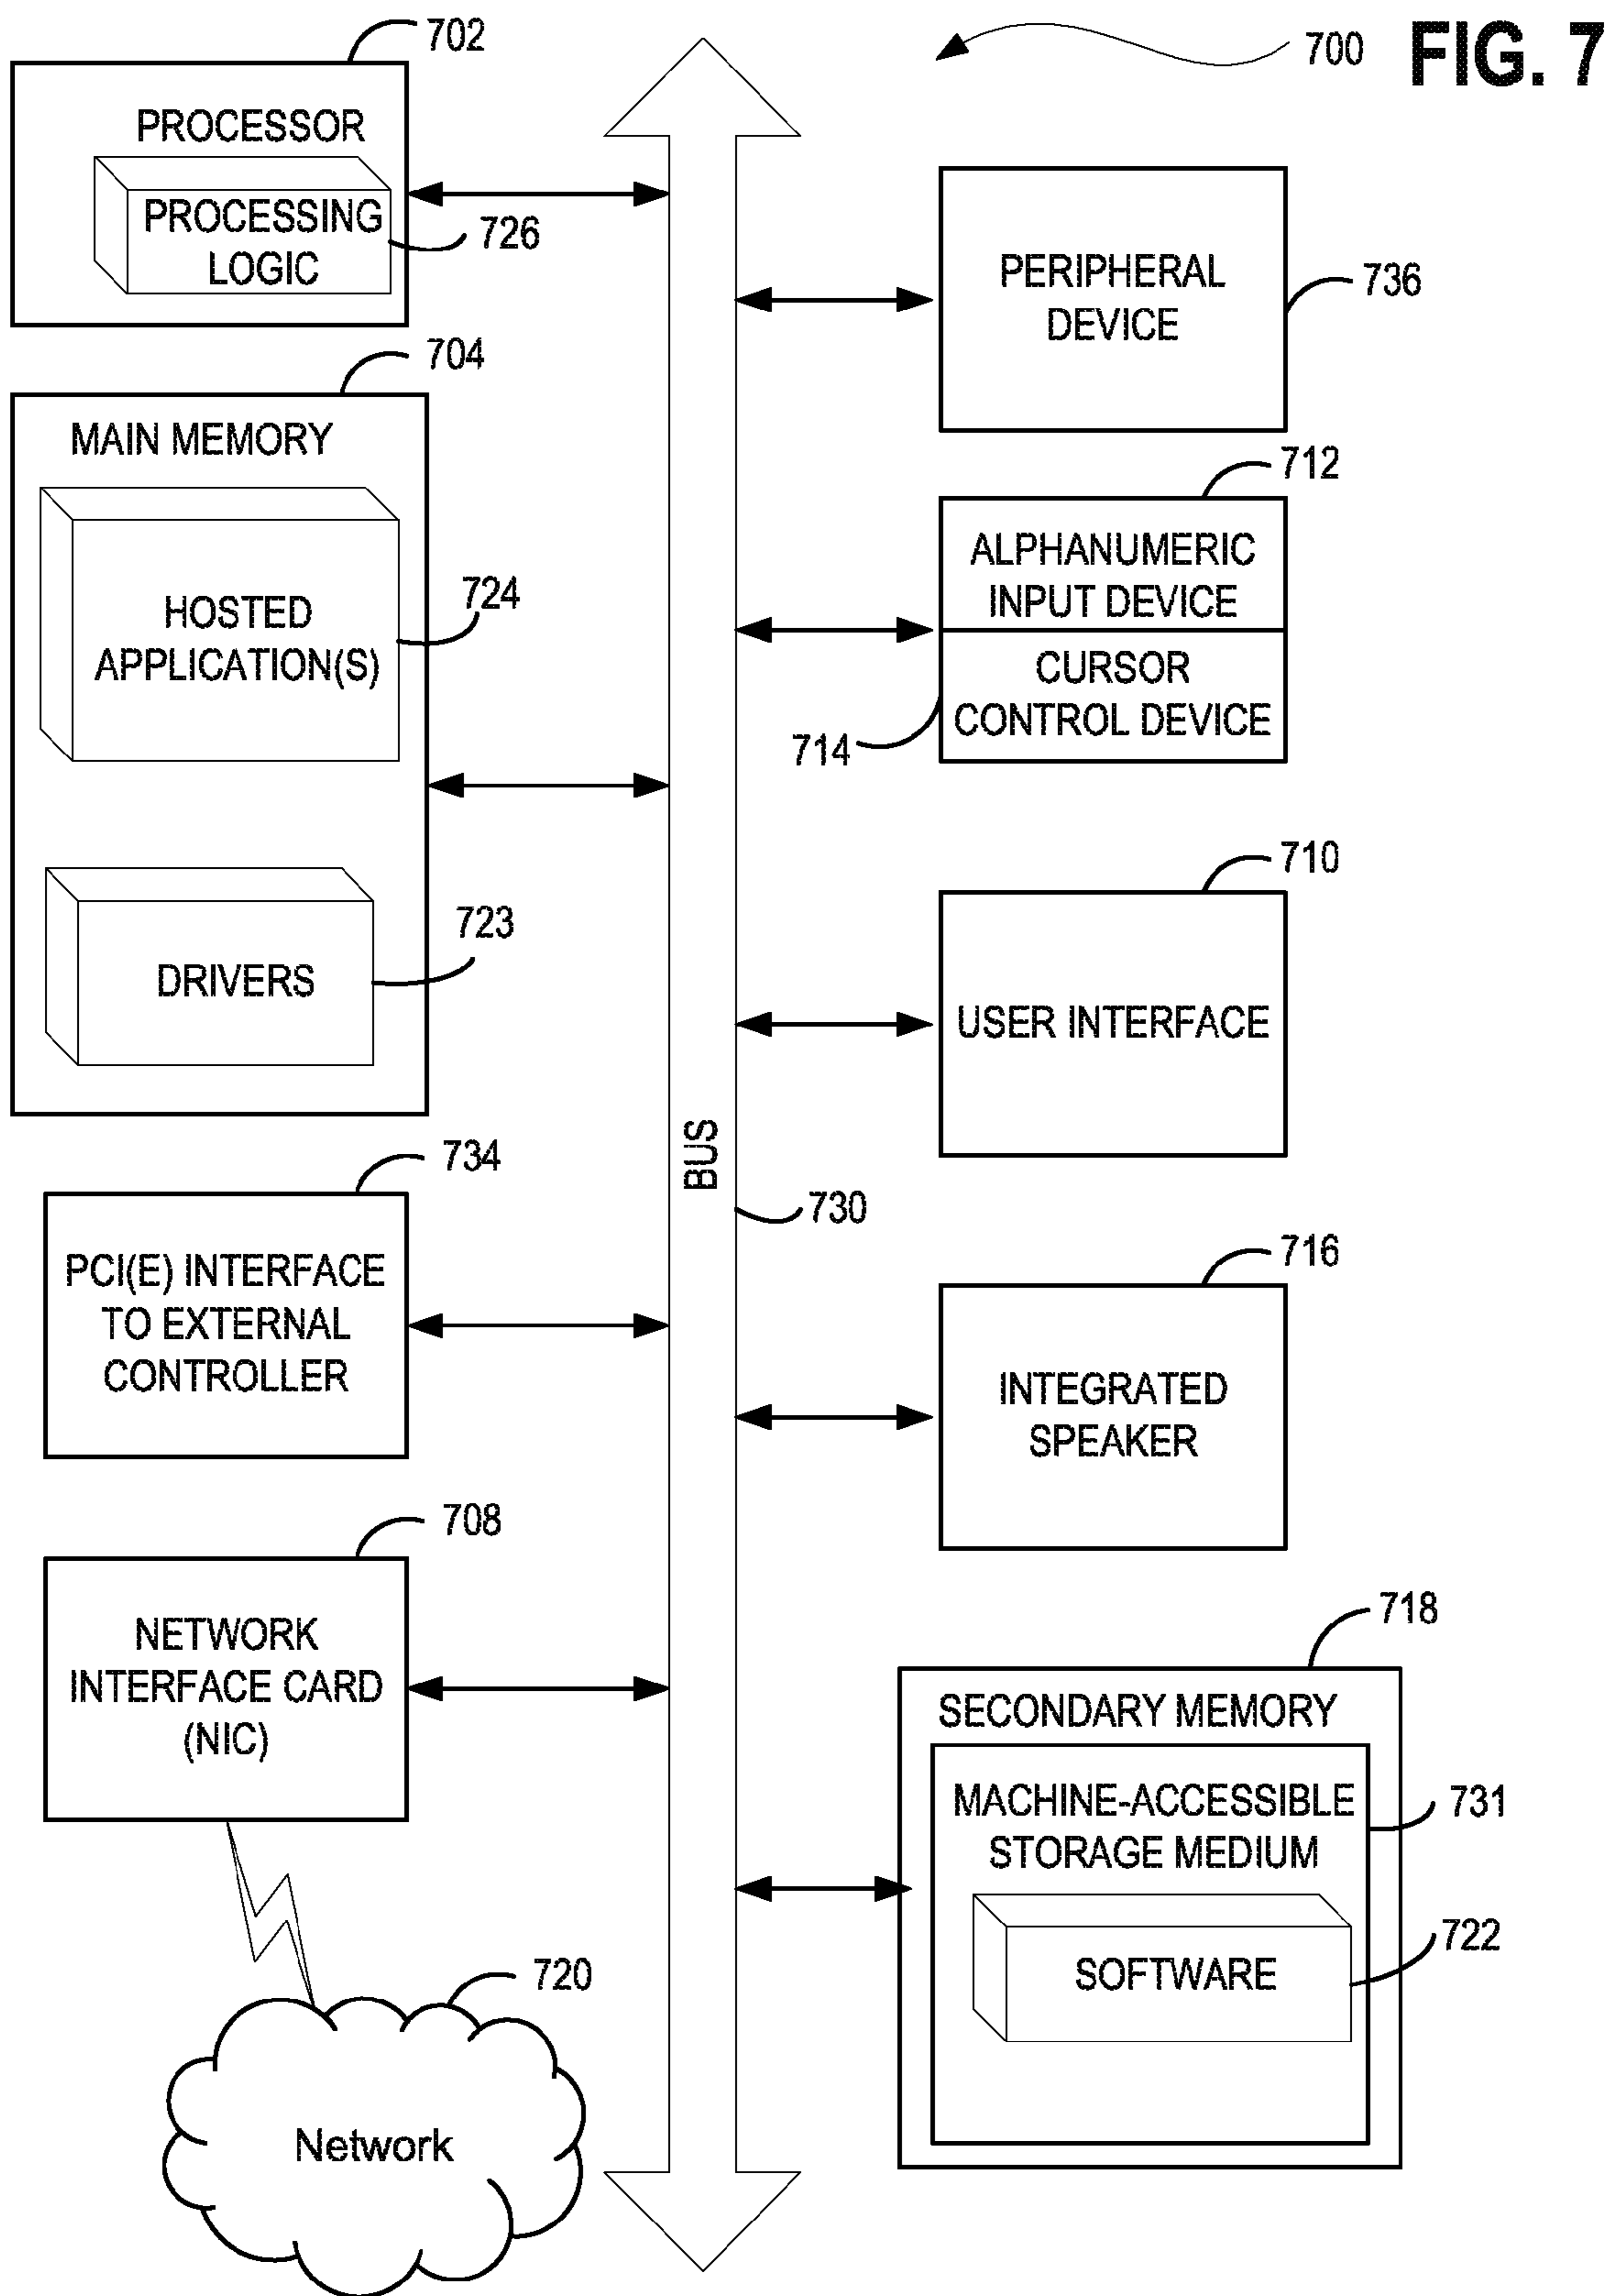 FIG. 7
700
702
PROCESSOR
PROCESSING
LOGIC
726
704
MAIN MEMORY
HOSTED
APPLICATION(S)
724
DRIVERS
723
734
PCI(E) INTERFACE
TO EXTERNAL
CONTROLLER
708
NETWORK
INTERFACE CARD
(NIC)
720
Network
BUS
730
PERIPHERAL
DEVICE
736
712
ALPHANUMERIC
INPUT DEVICE
CURSOR
CONTROL DEVICE
714
710
USER INTERFACE
716
INTEGRATED
SPEAKER
718
SECONDARY MEMORY
MACHINE-ACCESSIBLE
STORAGE MEDIUM
731
SOFTWARE
722